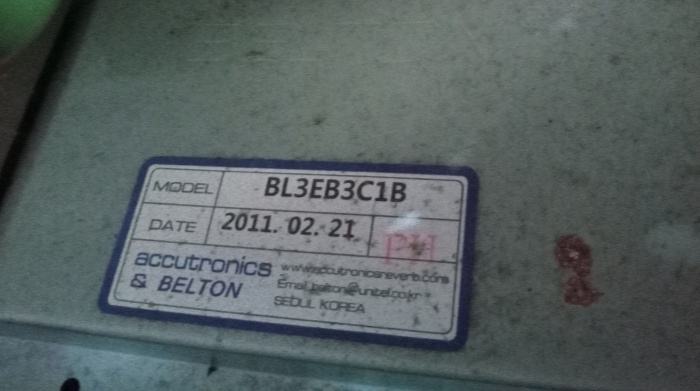 MODEL BL3EB3C1B
DATE 2011. 02. 21
accutronics
& BELTON
www.accutronicsreverb.com
Email.belton@unitel.co.kr
SEOUL KOREA